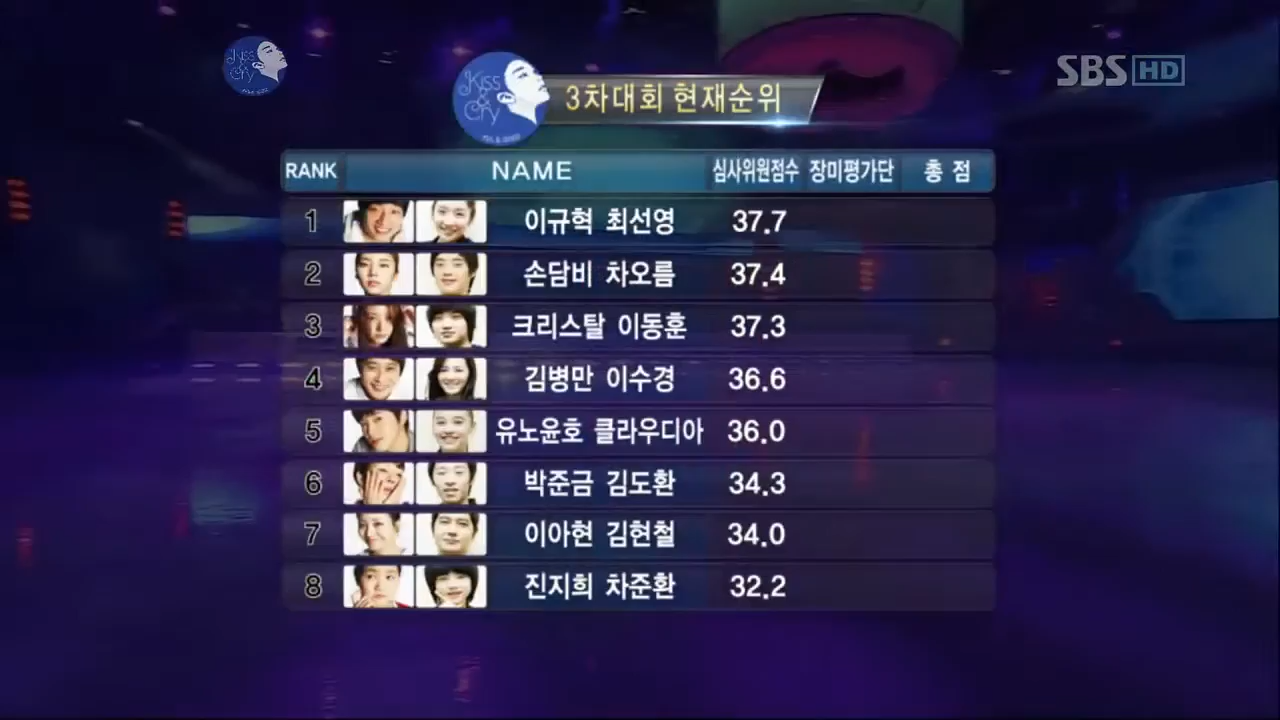 Kiss & Cry
SBS HD
Kiss & Cry
3차대회 현재순위
RANK NAME 심사위원점수 장미평가단 총 점
1 이규혁 최선영 37.7
2 손담비 차오름 37.4
3 크리스탈 이동훈 37.3
4 김병만 이수경 36.6
5 유노윤호 클라우디아 36.0
6 박준금 김도환 34.3
7 이아현 김현철 34.0
8 진지희 차준환 32.2